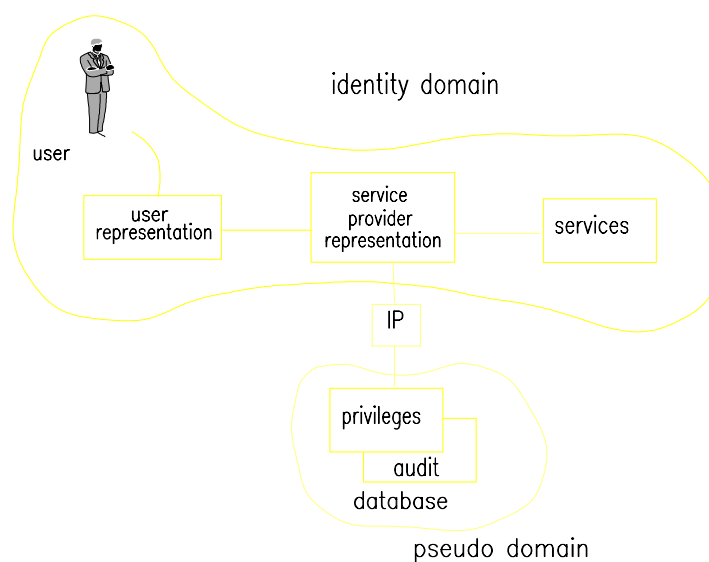 identity domain
user
user
representation
service
provider
representation
services
IP
privileges
audit
database
pseudo domain